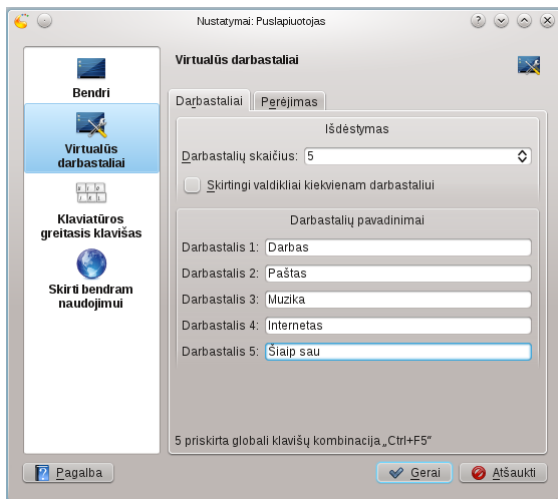 Nustatymai: Puslapiuotojas
Bendri
Virtualūs
darbastaliai
Klaviatūros
greitasis klavišas
Skirti bendram
naudojimui
Virtualūs darbastaliai
Darbastaliai
Perėjimas
Išdėstymas
Darbastalių skaičius: 5
Skirtingi valdikliai kiekvienam darbastaliui
Darbastalių pavadinimai
Darbastalis 1: Darbas
Darbastalis 2: Paštas
Darbastalis 3: Muzika
Darbastalis 4: Internetas
Darbastalis 5: Šiaip sau
5 priskirta globali klavišų kombinacija „Ctrl+F5“
Pagalba
Gerai
Atšaukti